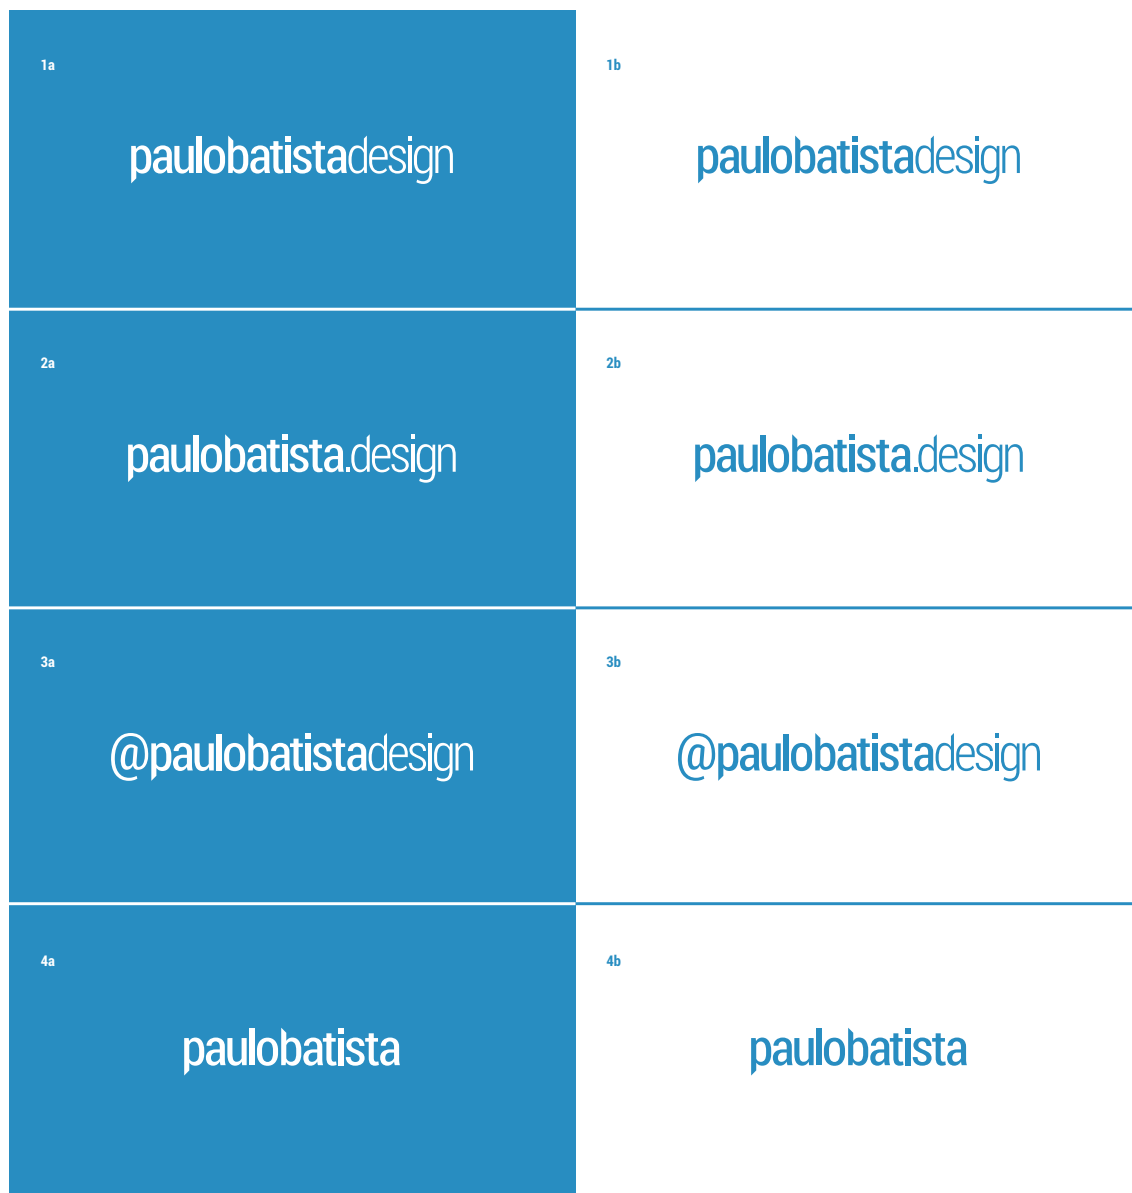 1a
paulobatistadesign
1b
paulobatistadesign
2a
paulobatista.design
2b
paulobatista.design
3a
@paulobatistadesign
3b
@paulobatistadesign
4a
paulobatista
4b
paulobatista